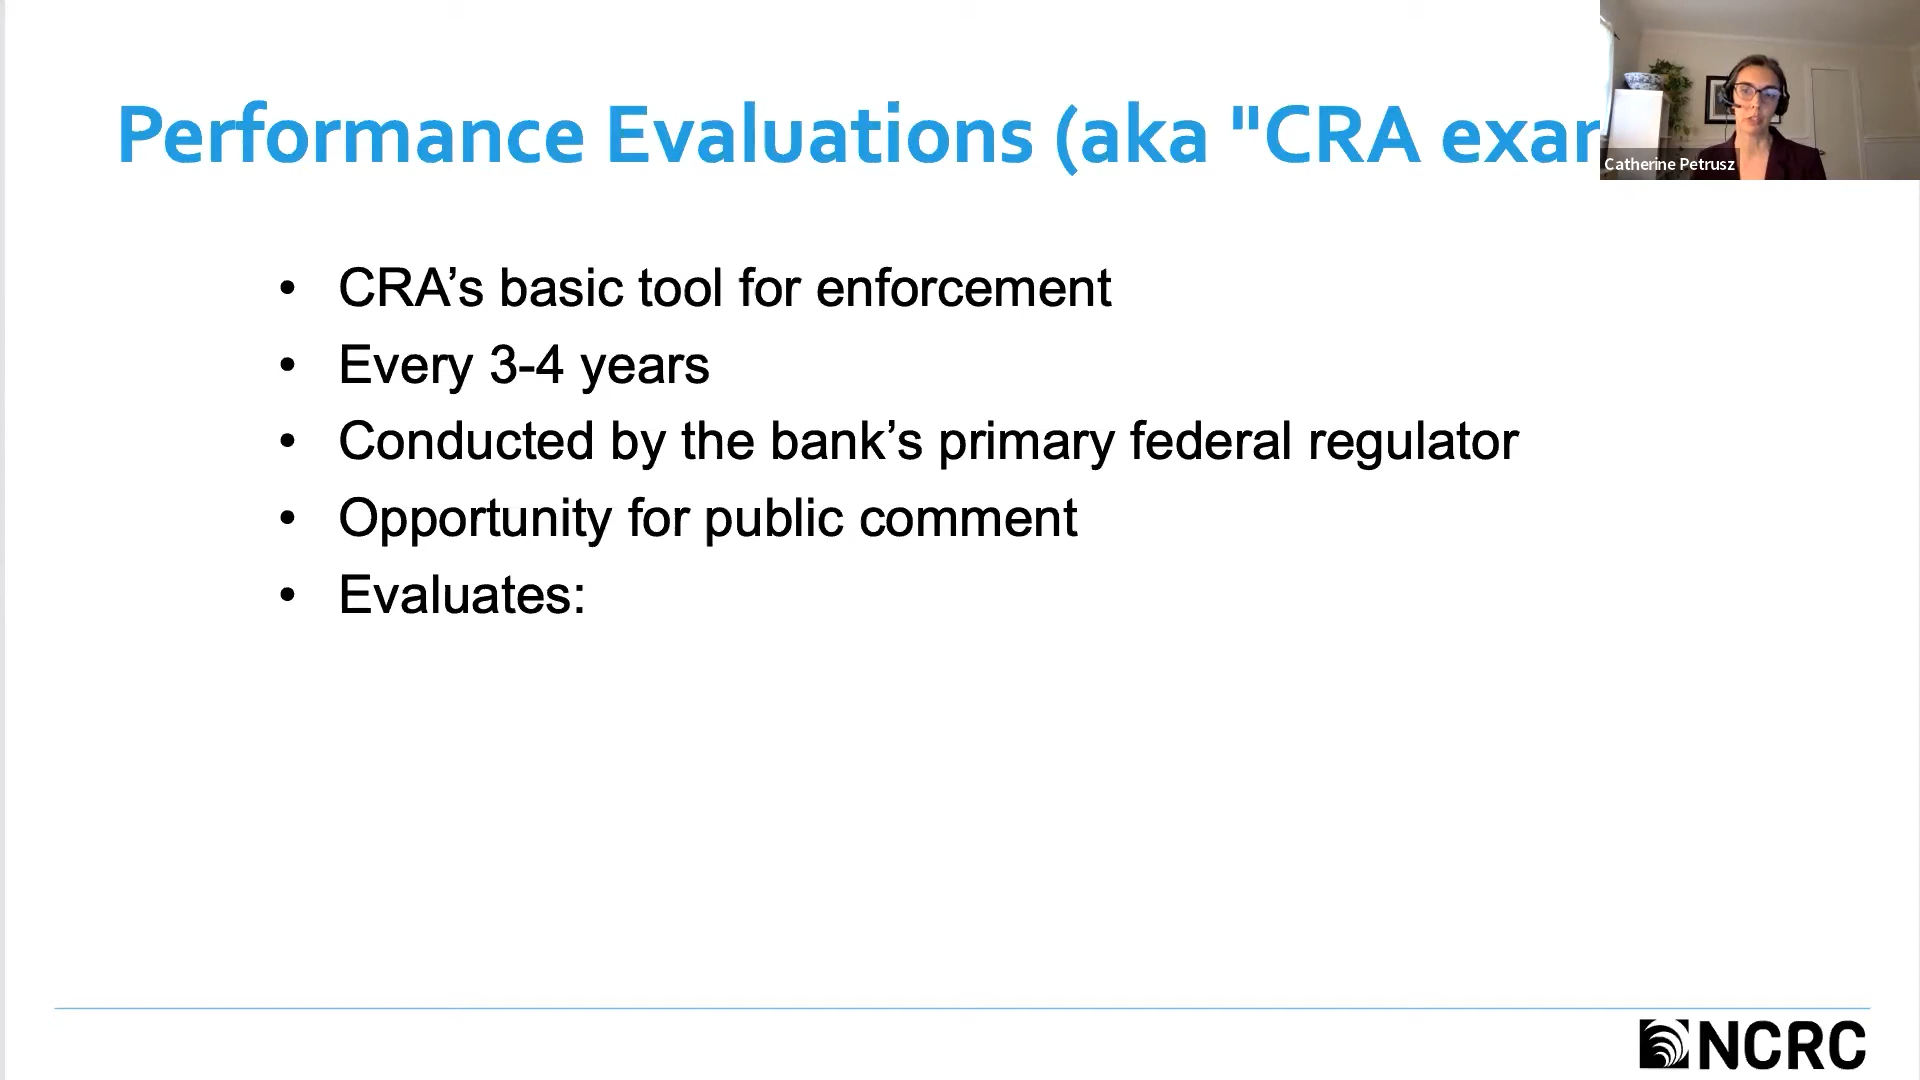 Performance Evaluations (aka "CRA
Catherine Petrusz
• CRA’s basic tool for enforcement
• Every 3-4 years
• Conducted by the bank’s primary federal regulator
• Opportunity for public comment
• Evaluates:
NCRC